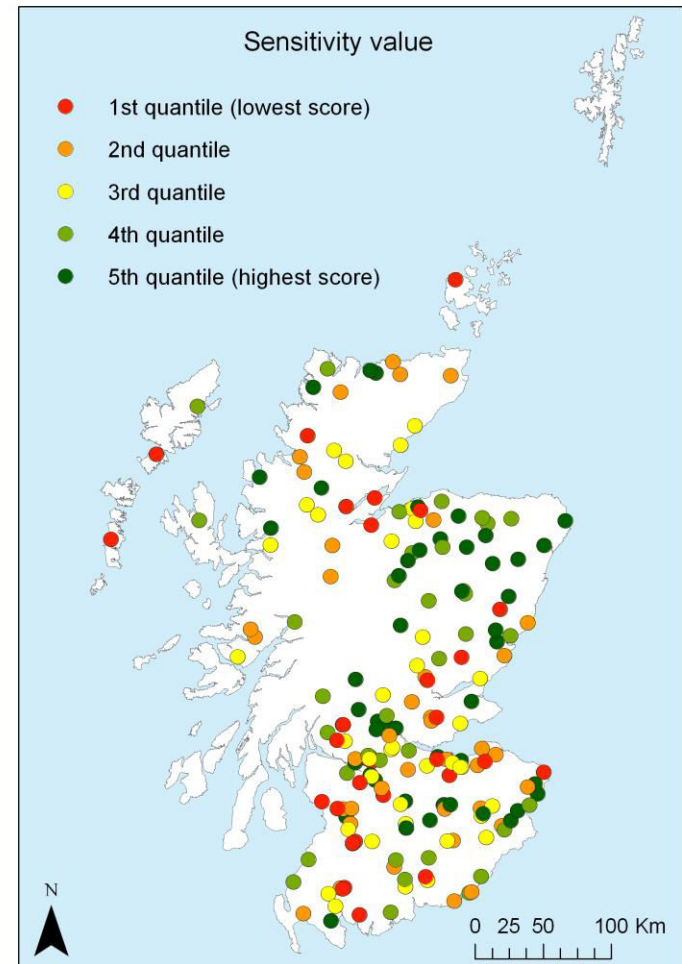 Sensitivity value
1st quantile (lowest score)
2nd quantile
3rd quantile
4th quantile
5th quantile (highest score)
N
0 25 50 100 Km